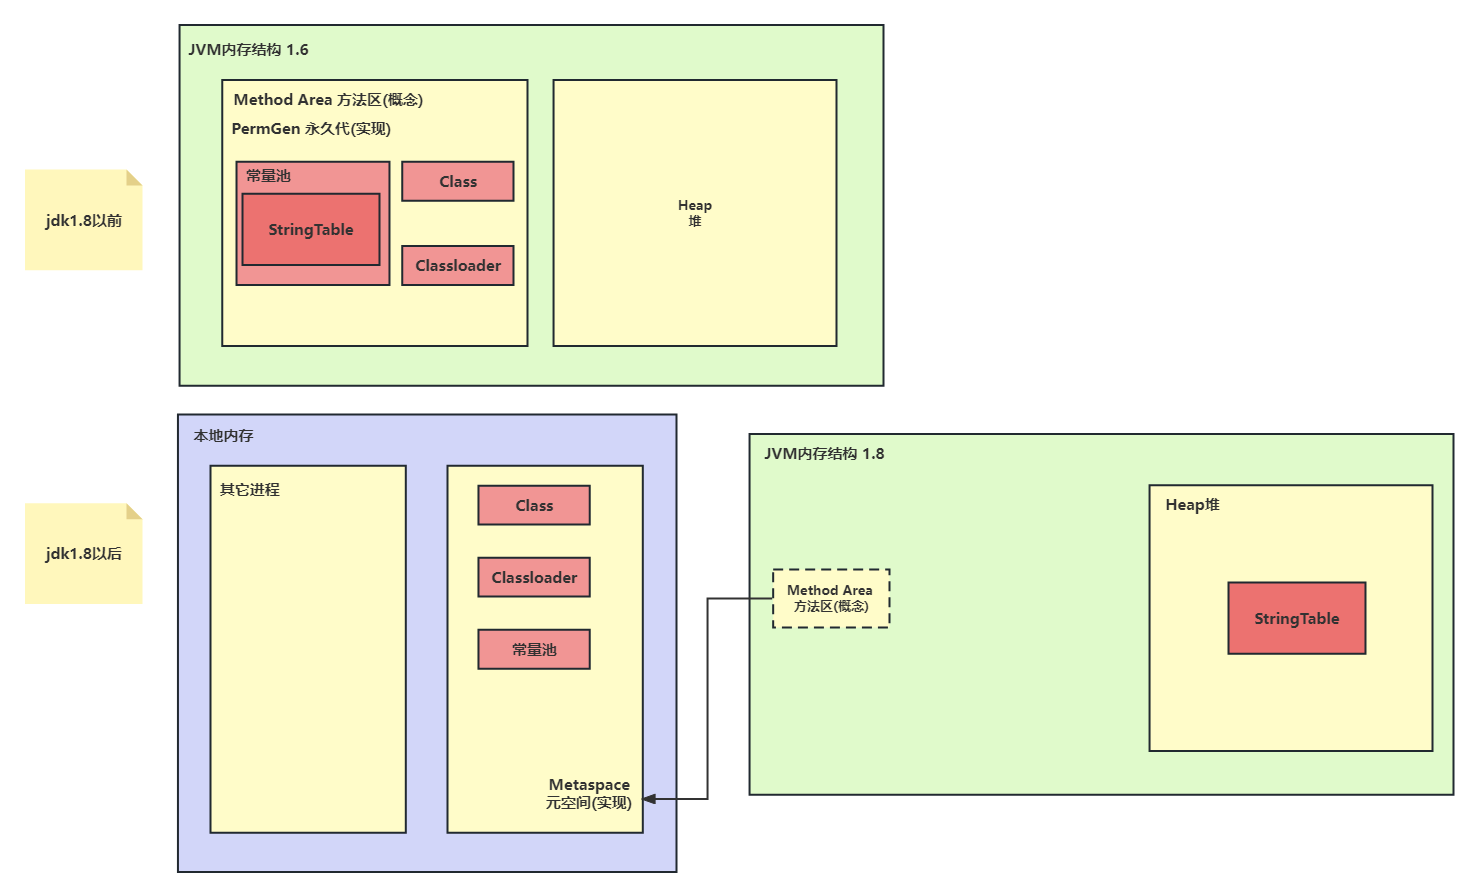 JVM内存结构 1.6
Method Area 方法区(概念)
PermGen 永久代(实现)
常量池
StringTable
Class
Classloader
Heap
堆
jdk1.8以前
本地内存
其它进程
Class
Classloader
常量池
Metaspace
元空间(实现)
jdk1.8以后
JVM内存结构 1.8
Method Area
方法区(概念)
Heap堆
StringTable